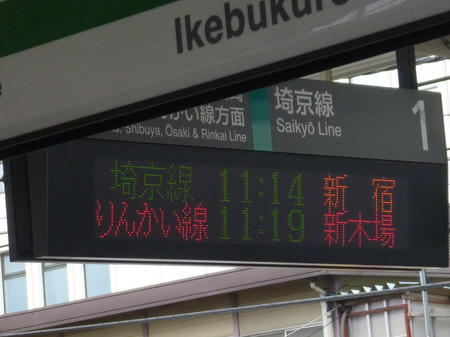 Ikebukuro
かい線方面 埼京線 1
Shibuya, Ōsaki & Rinkai Line Saikyō Line
埼京線 11:14 新宿
りんかい線 11:19 新木場